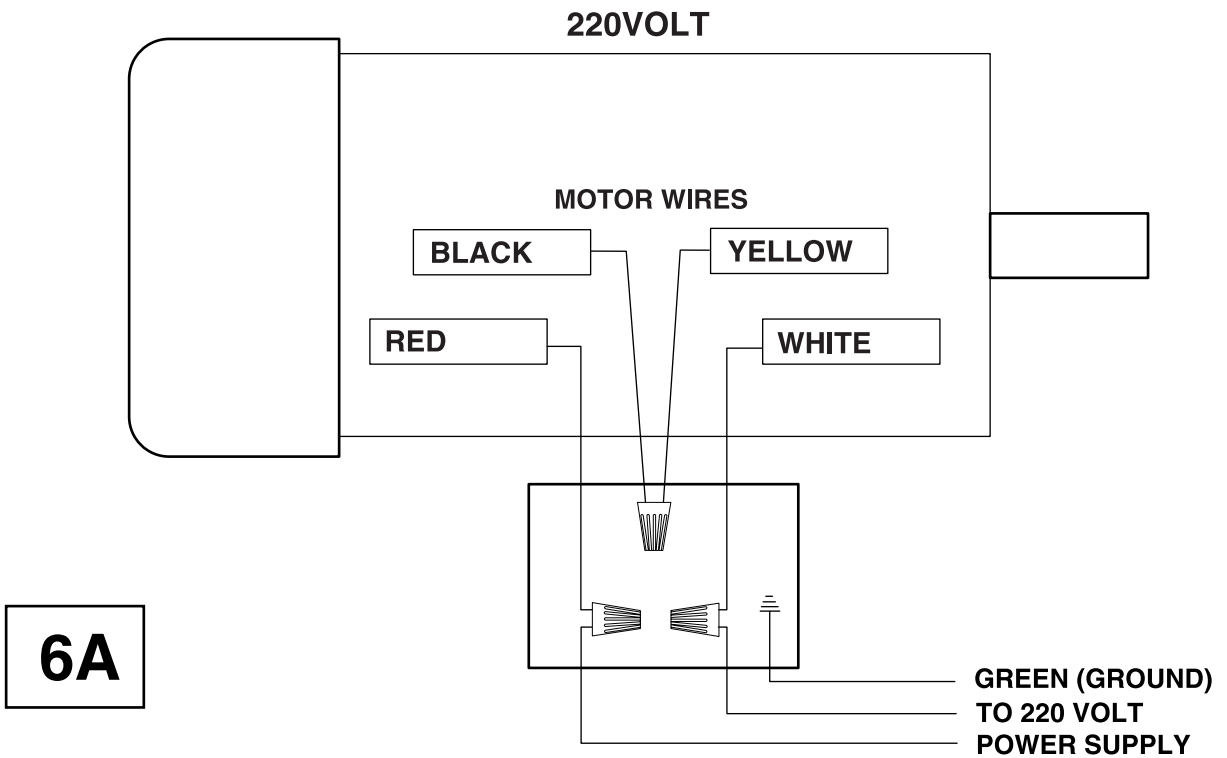 220VOLT
MOTOR WIRES
BLACK
YELLOW
RED
WHITE
6A
GREEN (GROUND)
TO 220 VOLT
POWER SUPPLY